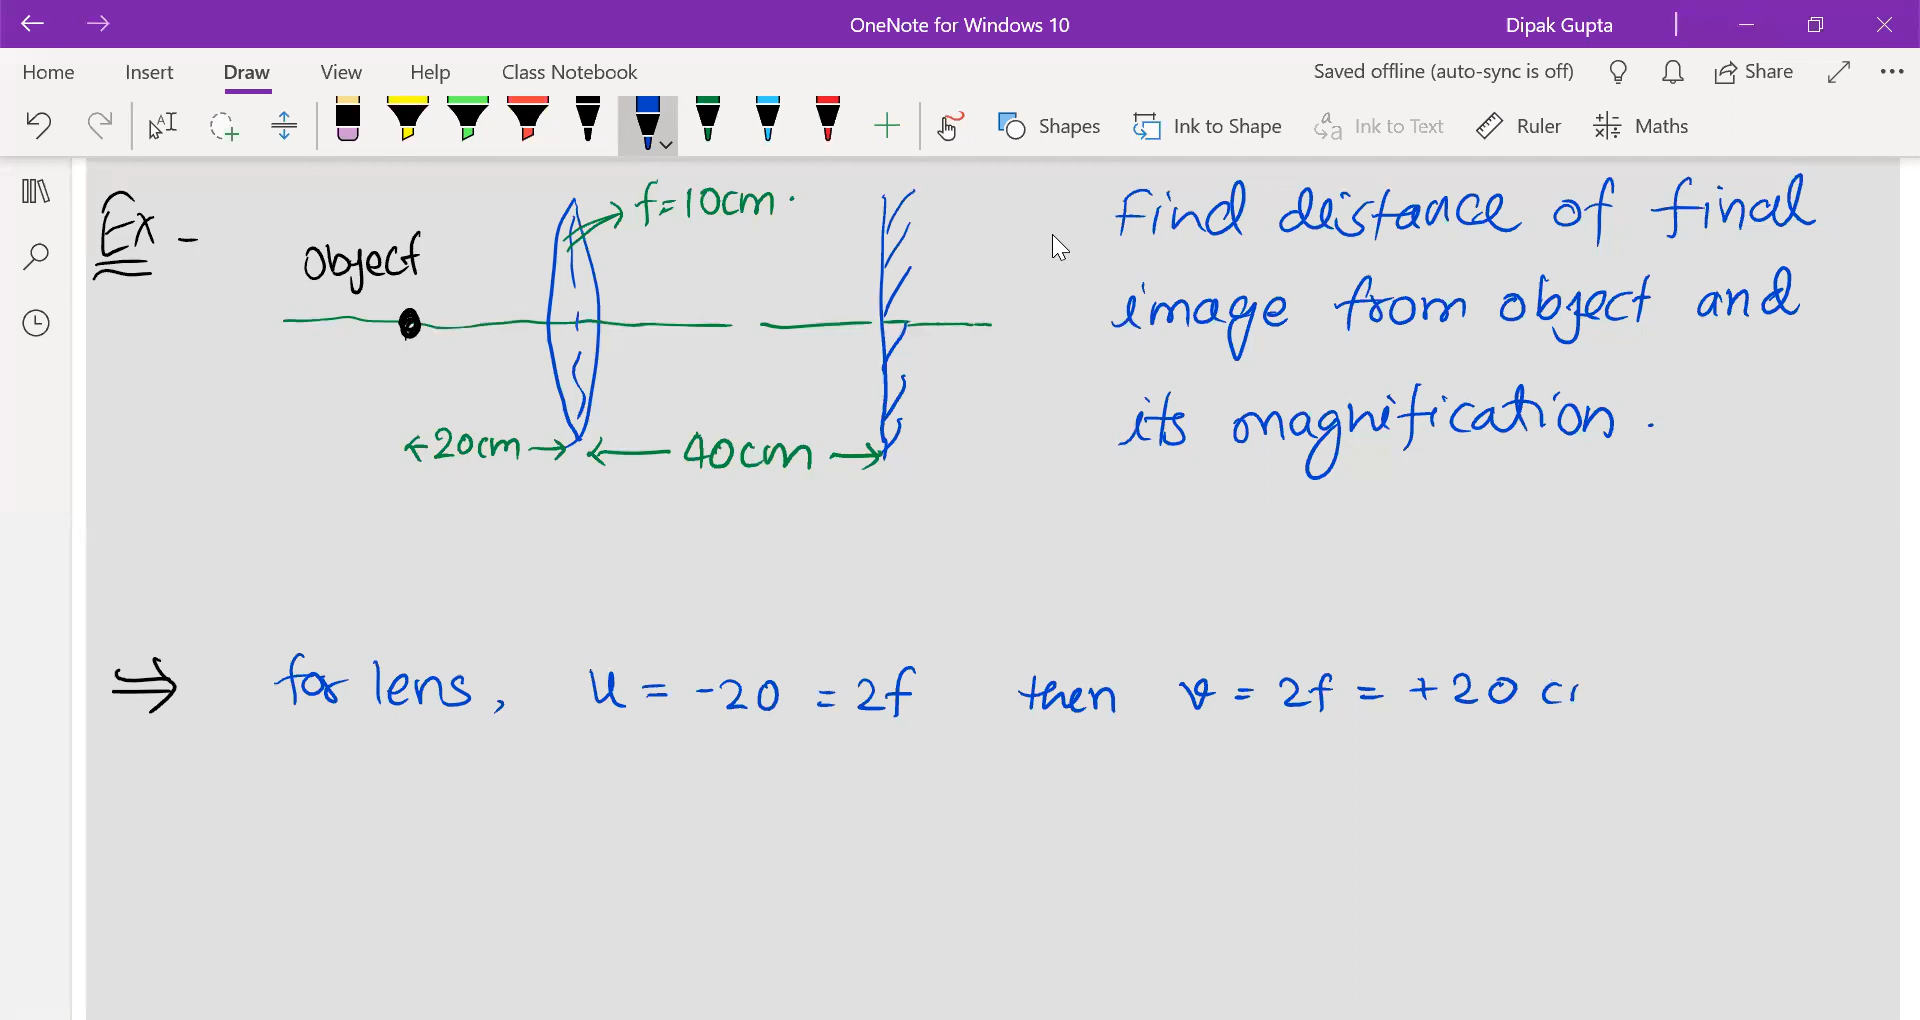 OneNote for Windows 10
Dipak Gupta
Home Insert Draw View Help Class Notebook
Saved offline (auto-sync is off) Share
Shapes Ink to Shape Ink to Text Ruler Maths
Ex -
object
f=10cm.
Find deistance of final
image from object and
its magnification.
20cm
40cm
⇒ for lens, u = -20 = 2f then v = 2f = +20 c